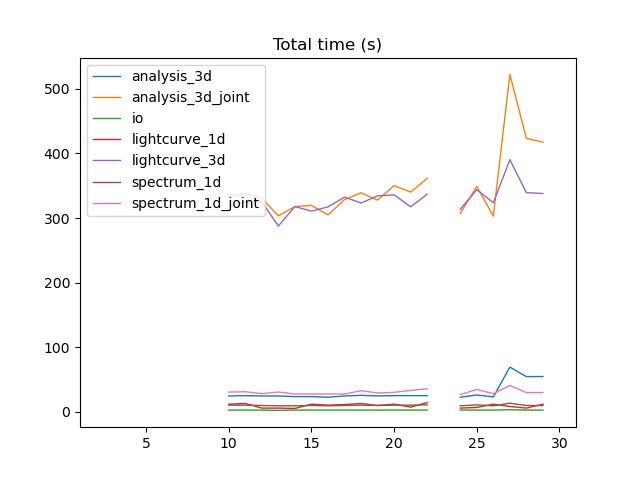 Total time (s)
analysis_3d
analysis_3d_joint
io
lightcurve_1d
lightcurve_3d
spectrum_1d
spectrum_1d_joint
500
400
300
200
100
0
5 10 15 20 25 30